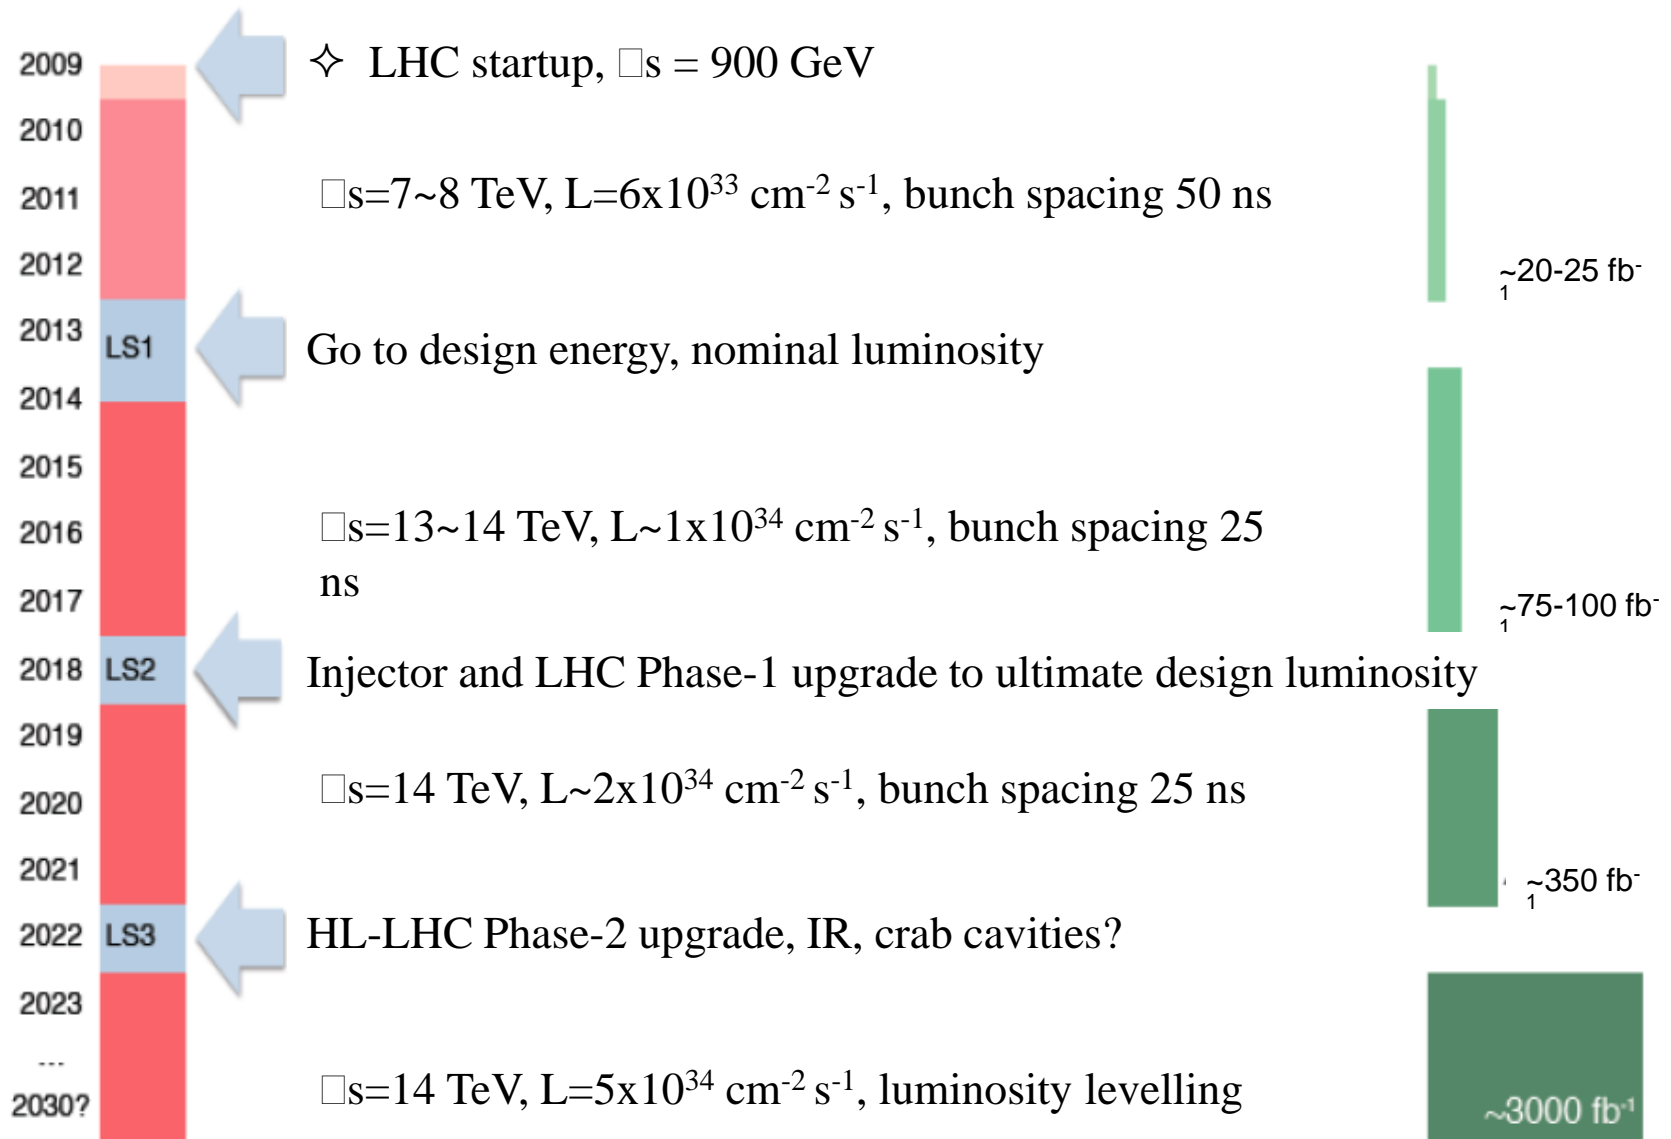 2009
✧ LHC startup, □s = 900 GeV
2010
2011
□s=7~8 TeV, L=6x10³³ cm⁻² s⁻¹, bunch spacing 50 ns
2012
~20-25 fb⁻
¹
2013
LS1
Go to design energy, nominal luminosity
2014
2015
2016
□s=13~14 TeV, L~1x10³⁴ cm⁻² s⁻¹, bunch spacing 25
ns
2017
~75-100 fb⁻
¹
2018
LS2
Injector and LHC Phase-1 upgrade to ultimate design luminosity
2019
2020
□s=14 TeV, L~2x10³⁴ cm⁻² s⁻¹, bunch spacing 25 ns
2021
~350 fb⁻
¹
2022
LS3
HL-LHC Phase-2 upgrade, IR, crab cavities?
2023
...
2030?
□s=14 TeV, L=5x10³⁴ cm⁻² s⁻¹, luminosity levelling
~3000 fb⁻¹